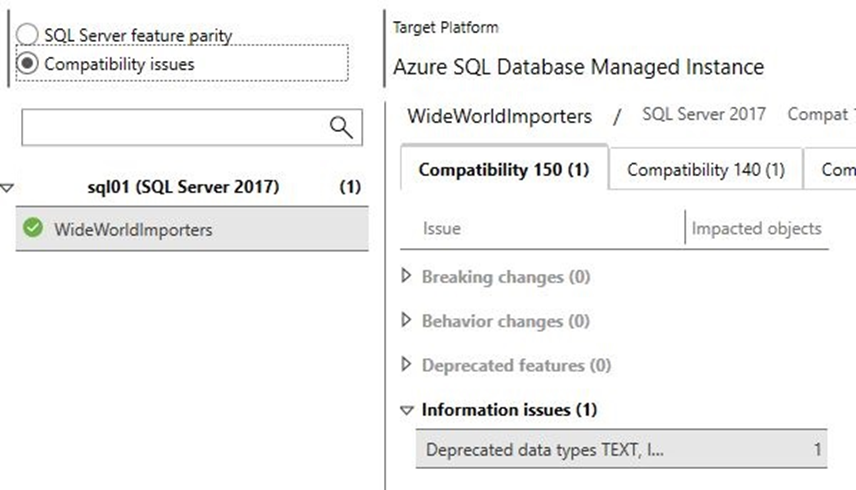 SQL Server feature parity
Compatibility issues
sql01 (SQL Server 2017) (1)
WideWorldImporters
Target Platform
Azure SQL Database Managed Instance
WideWorldImporters / SQL Server 2017 Compat
Compatibility 150 (1) Compatibility 140 (1) Com
Issue Impacted objects
Breaking changes (0)
Behavior changes (0)
Deprecated features (0)
Information issues (1)
Deprecated data types TEXT, I... 1